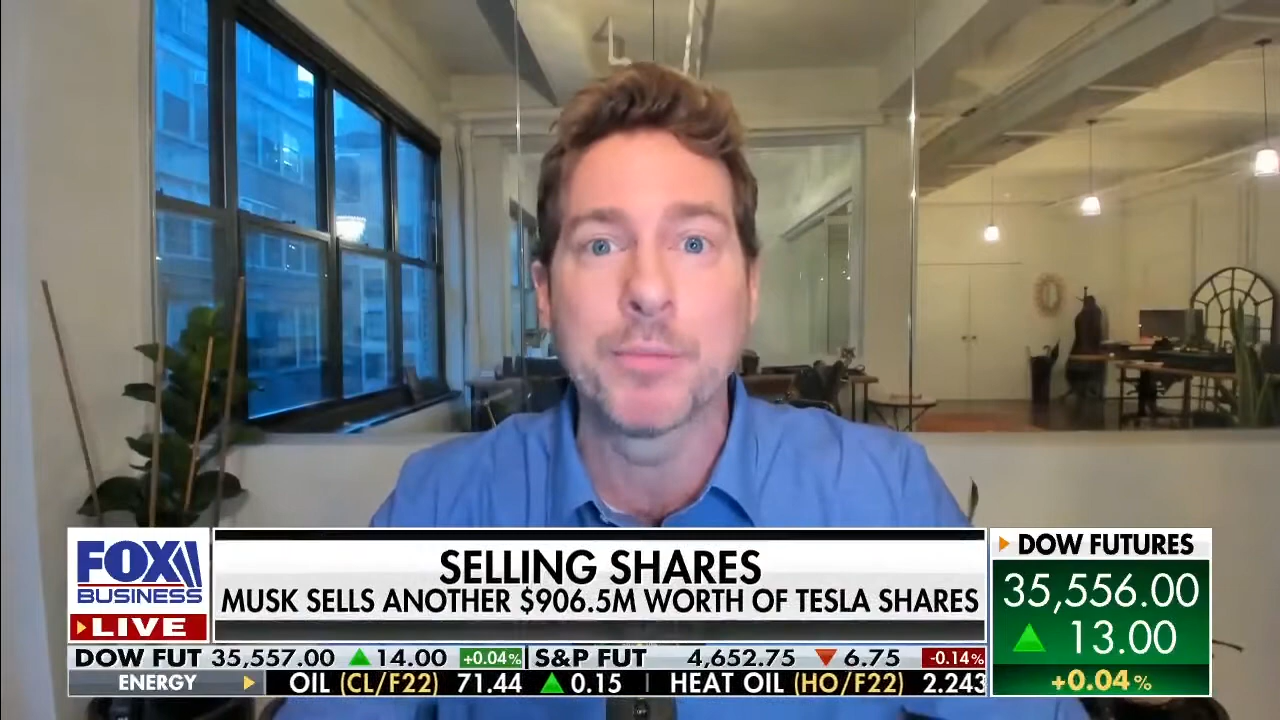 SELLING SHARES
MUSK SELLS ANOTHER $906.5M WORTH OF TESLA SHARES
FOX
BUSINESS
LIVE
DOW FUTURES
35,556.00
13.00
+0.04%
DOW FUT 35,557.00 14.00 +0.04% S&P FUT 4,652.75 6.75 -0.14%
ENERGY OIL (CL/F22) 71.44 0.15 HEAT OIL (HO/F22) 2.243